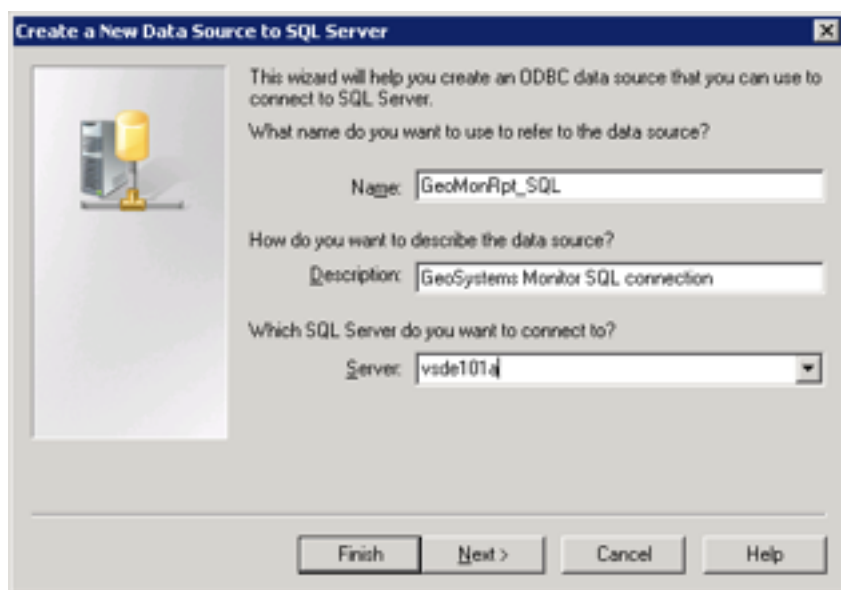 Create a New Data Source to SQL Server
This wizard will help you create an ODBC data source that you can use to
connect to SQL Server.
What name do you want to use to refer to the data source?
Name: GeoMonRpt_SQL
How do you want to describe the data source?
Description: GeoSystems Monitor SQL connection
Which SQL Server do you want to connect to?
Server: vsde101a
Finish Next > Cancel Help